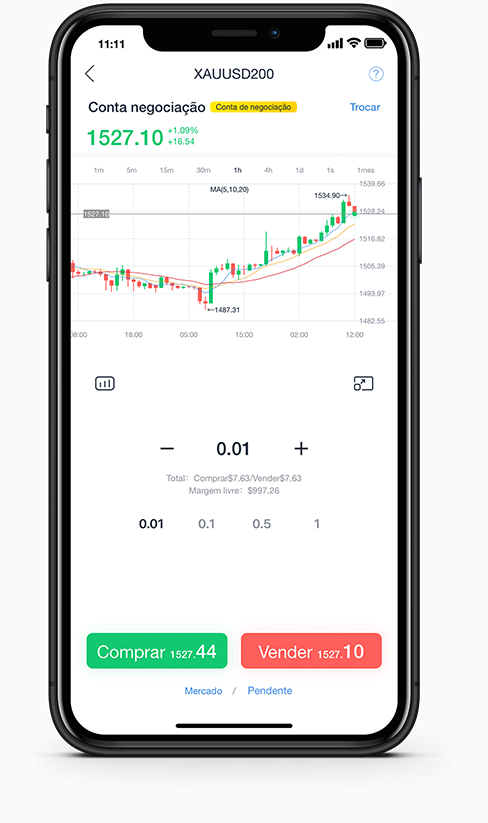 11:11
XAUUSD200
?
Conta negociação Conta de negociação Trocar
1527.10 +1.09%
+16.54
1m 5m 15m 30m 1h 4h 1d 1s 1mes
MA(5,10,20)
1539.66
1534.90→
1527.10
1528.24
1516.82
1505.39
1493.97
←1487.31
1482.55
08:00 18:00 05:00 15:00 02:00 12:00
− 0.01 +
Total: Comprar$7.63/Vender$7.63
Margem livre: $997.26
0.01 0.1 0.5 1
Comprar 1527.44 Vender 1527.10
Mercado / Pendente